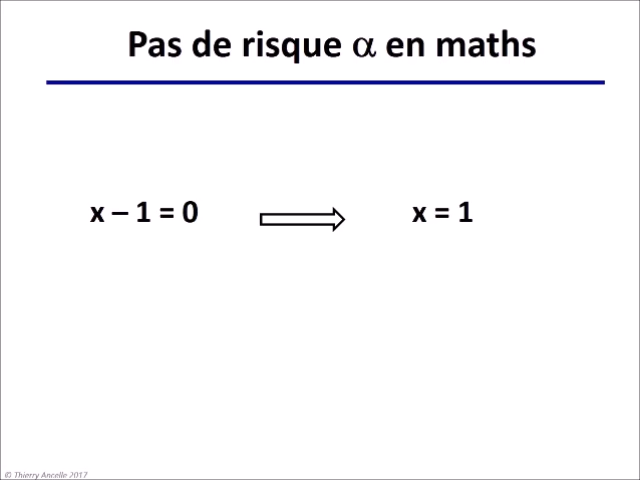 Pas de risque α en maths
x – 1 = 0 x = 1
© Thierry Ancelle 2017